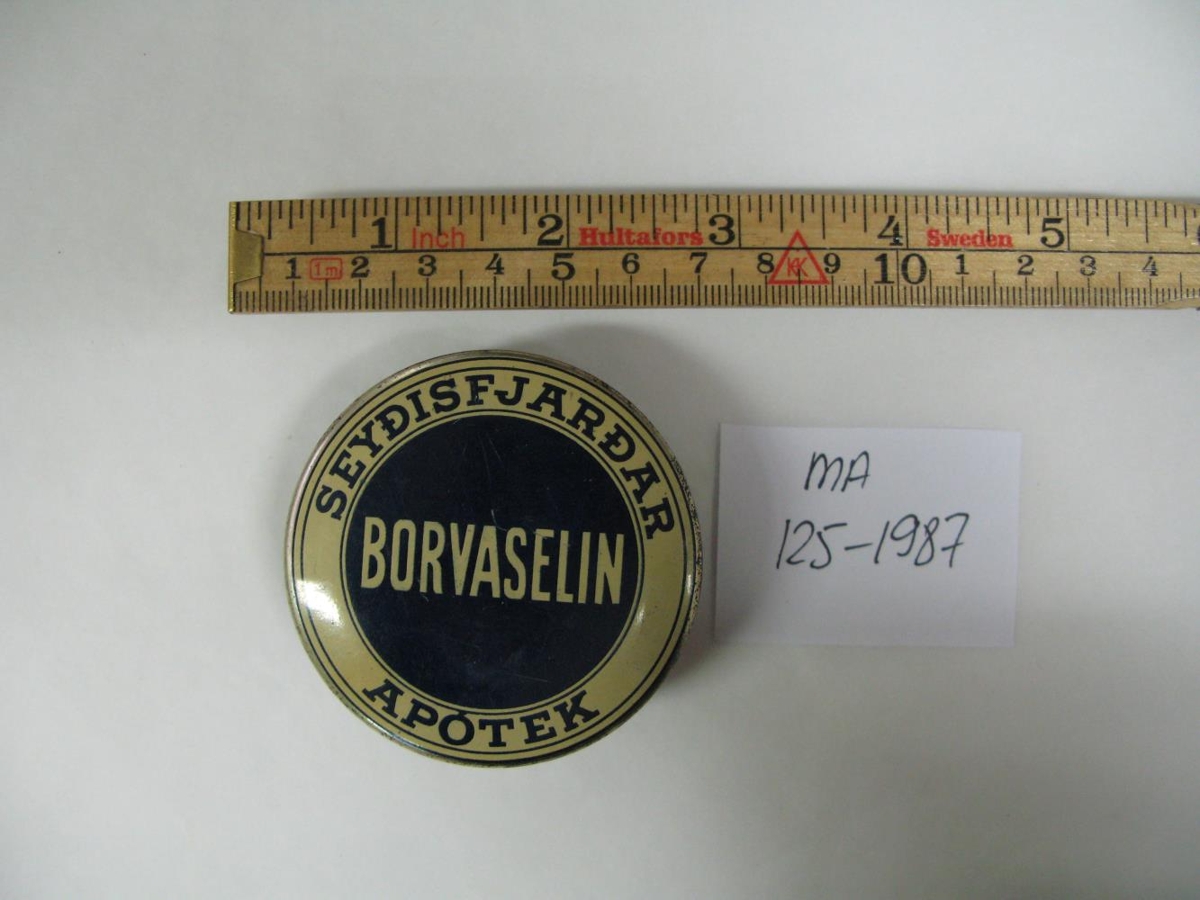 1 Inch 2 Hultafors 3 4 Sweden 5
1 1m 2 3 4 5 6 7 8 KK 9 10 1 2 3 4
SEYÐISFJARÐAR
BORVASELIN
APÓTEK
MA
125-1987